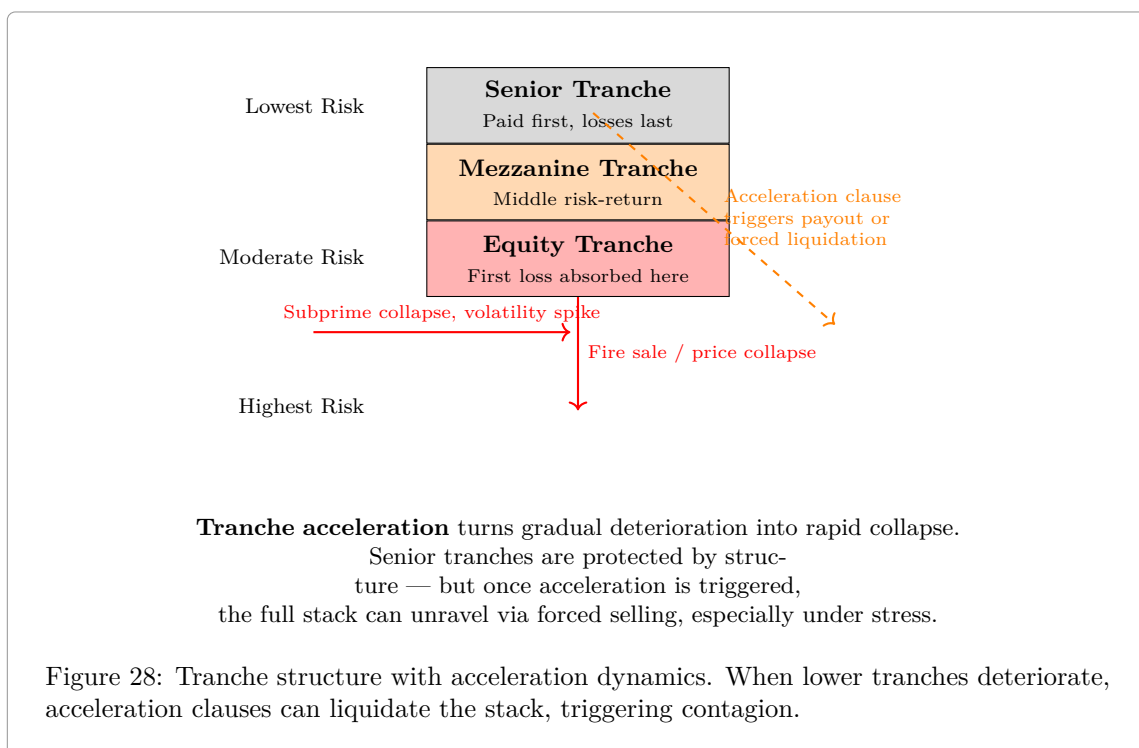 Lowest Risk
Senior Tranche
Paid first, losses last
Mezzanine Tranche
Middle risk-return
Acceleration clause
triggers payout or
forced liquidation
Moderate Risk
Equity Tranche
First loss absorbed here
Subprime collapse, volatility spike
Fire sale / price collapse
Highest Risk
Tranche acceleration turns gradual deterioration into rapid collapse.
Senior tranches are protected by struc-
ture — but once acceleration is triggered,
the full stack can unravel via forced selling, especially under stress.
Figure 28: Tranche structure with acceleration dynamics. When lower tranches deteriorate,
acceleration clauses can liquidate the stack, triggering contagion.